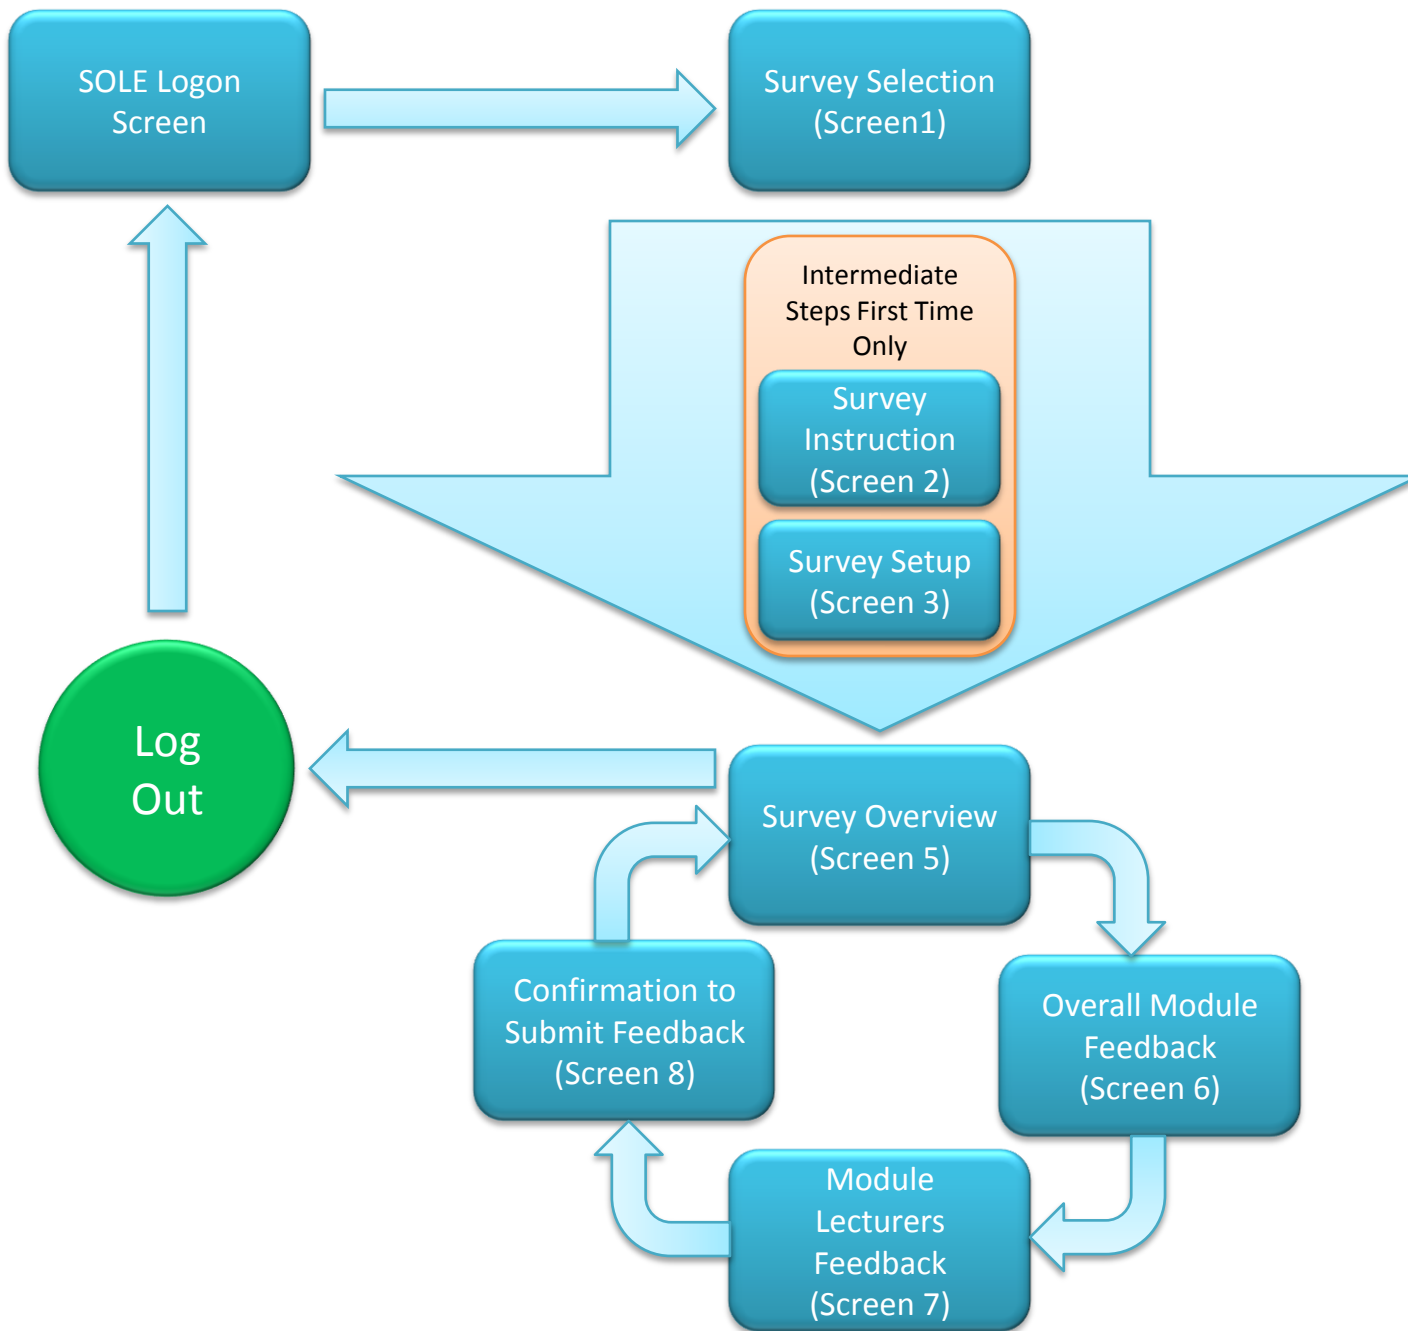 SOLE Logon
Screen
Survey Selection
(Screen1)
Intermediate
Steps First Time
Only
Survey
Instruction
(Screen 2)
Survey Setup
(Screen 3)
Log
Out
Survey Overview
(Screen 5)
Confirmation to
Submit Feedback
(Screen 8)
Overall Module
Feedback
(Screen 6)
Module
Lecturers
Feedback
(Screen 7)